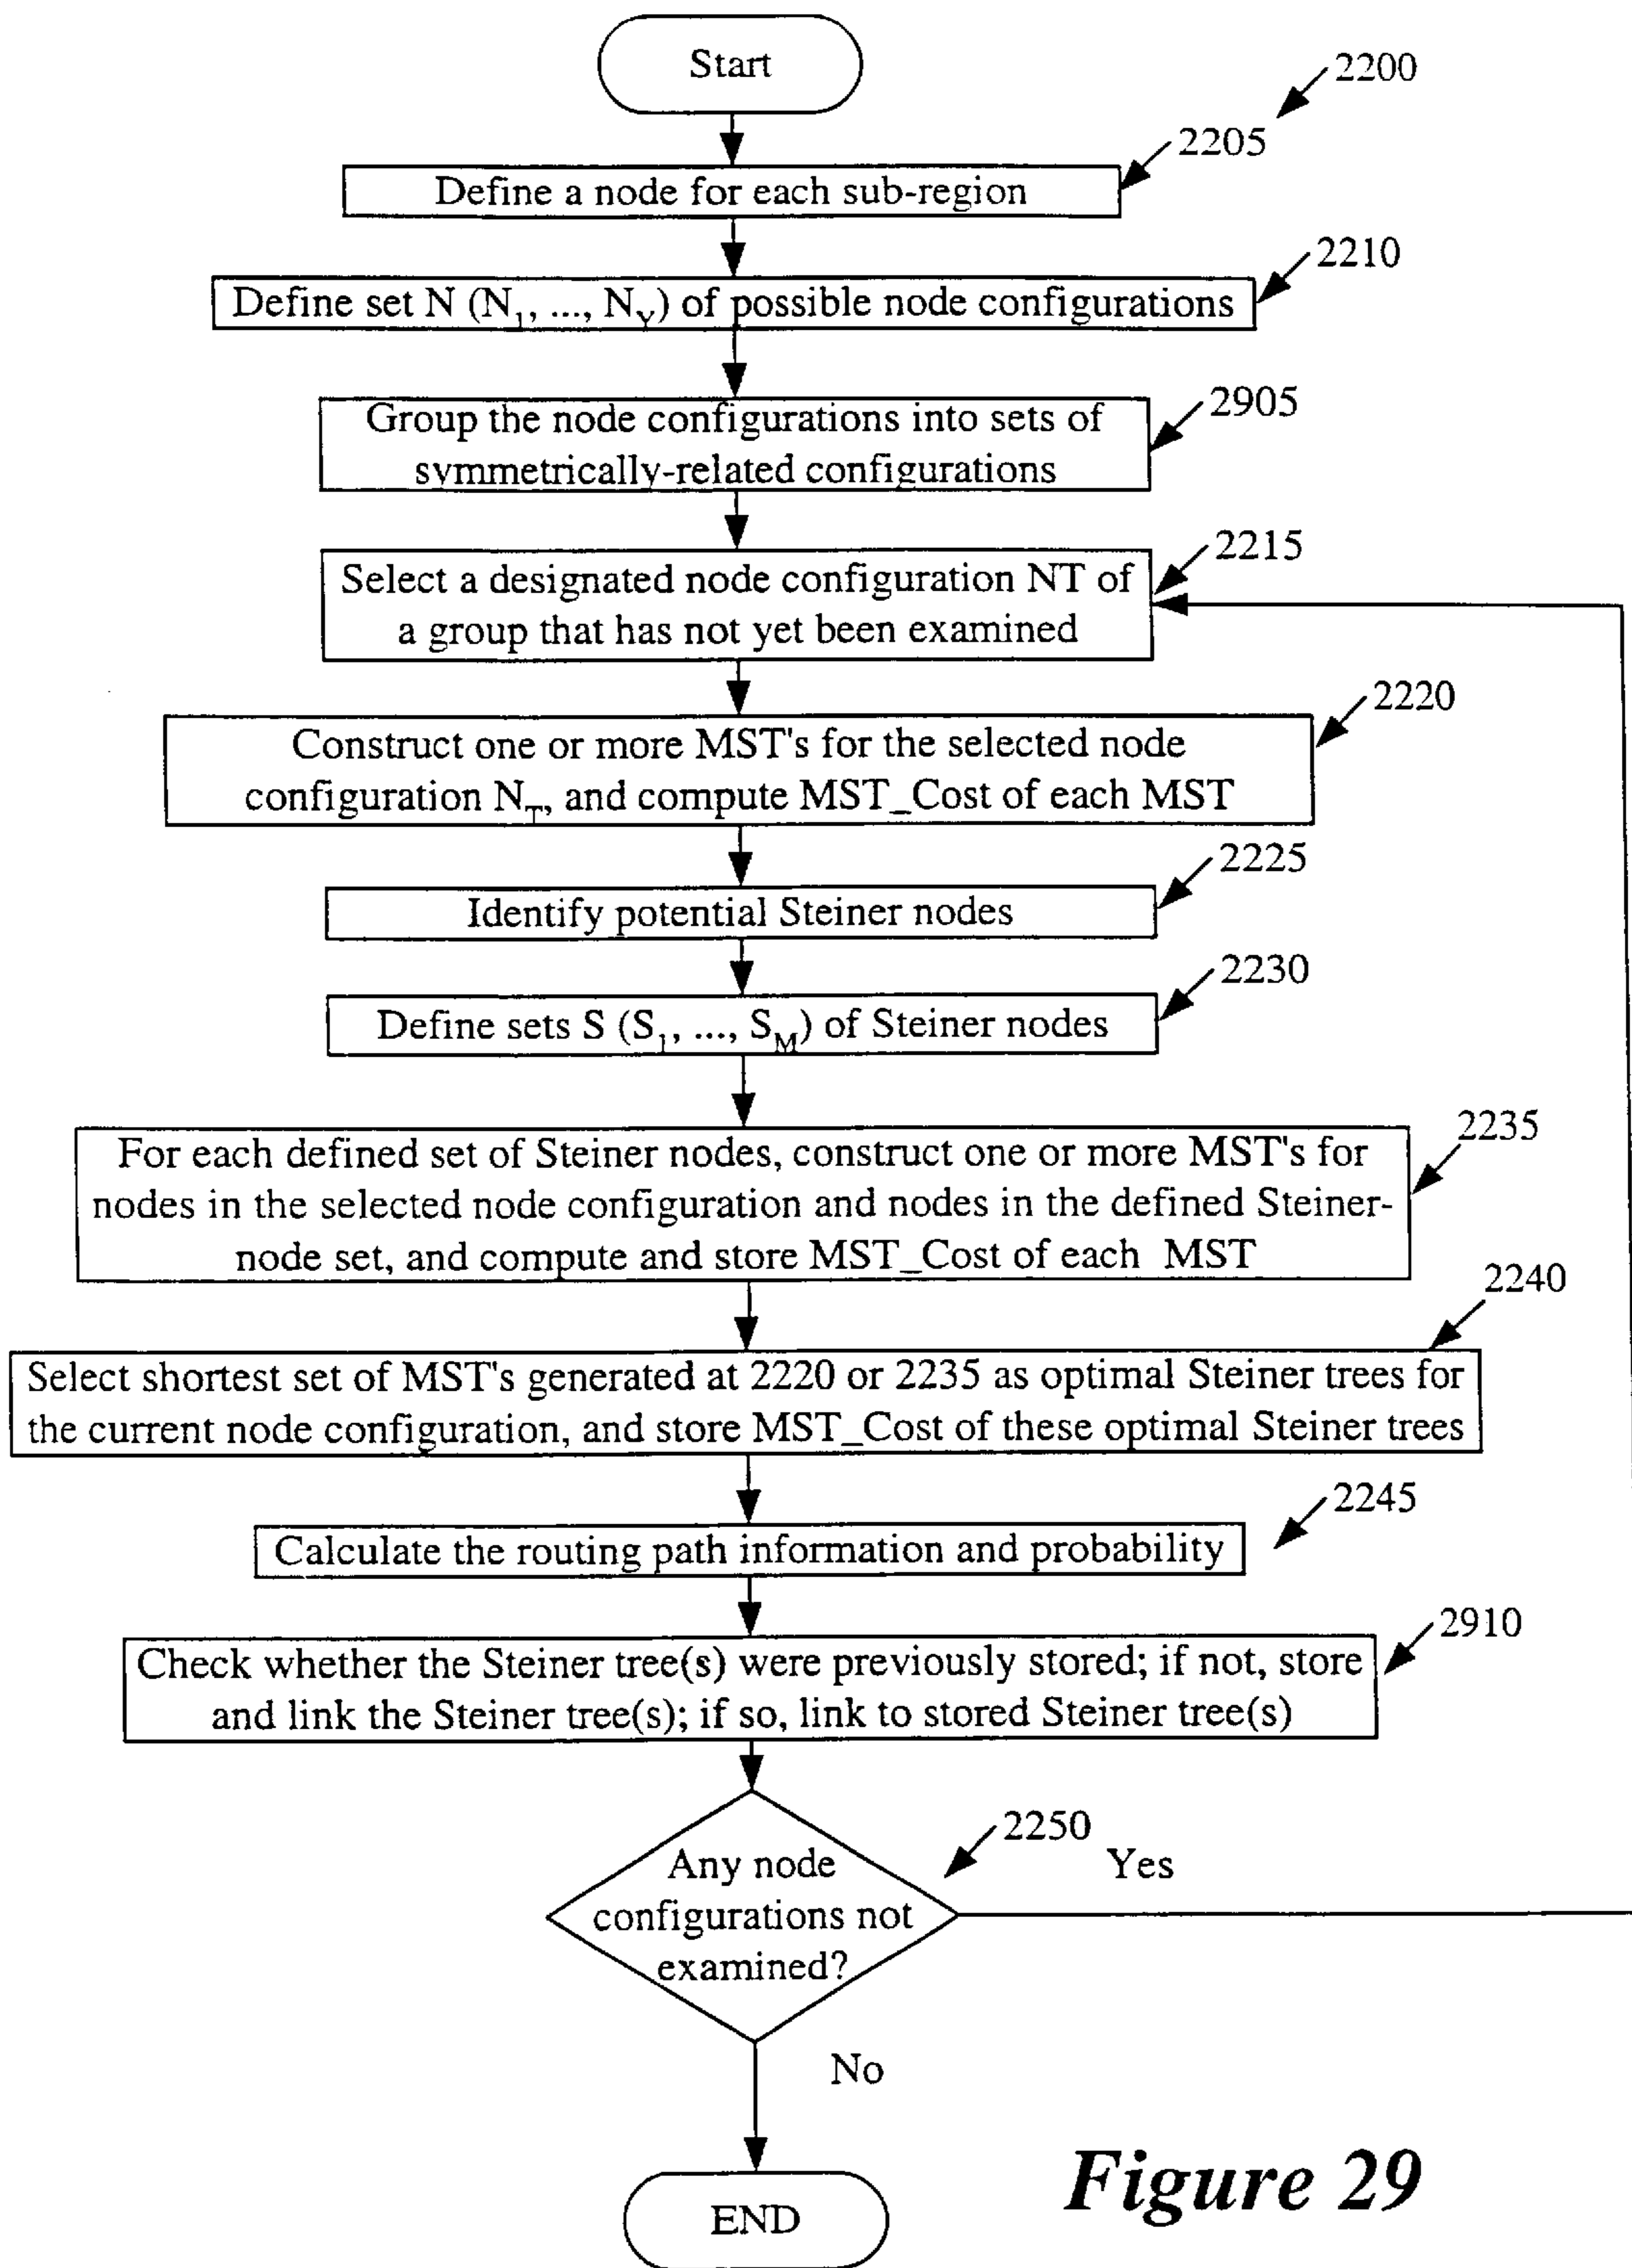 Start
2200
2205
Define a node for each sub-region
2210
Define set N (N1, ..., NY) of possible node configurations
2905
Group the node configurations into sets of
symmetrically-related configurations
2215
Select a designated node configuration NT of
a group that has not yet been examined
2220
Construct one or more MST's for the selected node
configuration NT, and compute MST_Cost of each MST
2225
Identify potential Steiner nodes
2230
Define sets S (S1, ..., SM) of Steiner nodes
2235
For each defined set of Steiner nodes, construct one or more MST's for
nodes in the selected node configuration and nodes in the defined Steiner-
node set, and compute and store MST_Cost of each MST
2240
Select shortest set of MST's generated at 2220 or 2235 as optimal Steiner trees for
the current node configuration, and store MST_Cost of these optimal Steiner trees
2245
Calculate the routing path information and probability
2910
Check whether the Steiner tree(s) were previously stored; if not, store
and link the Steiner tree(s); if so, link to stored Steiner tree(s)
2250
Yes
Any node
configurations not
examined?
No
END
Figure 29